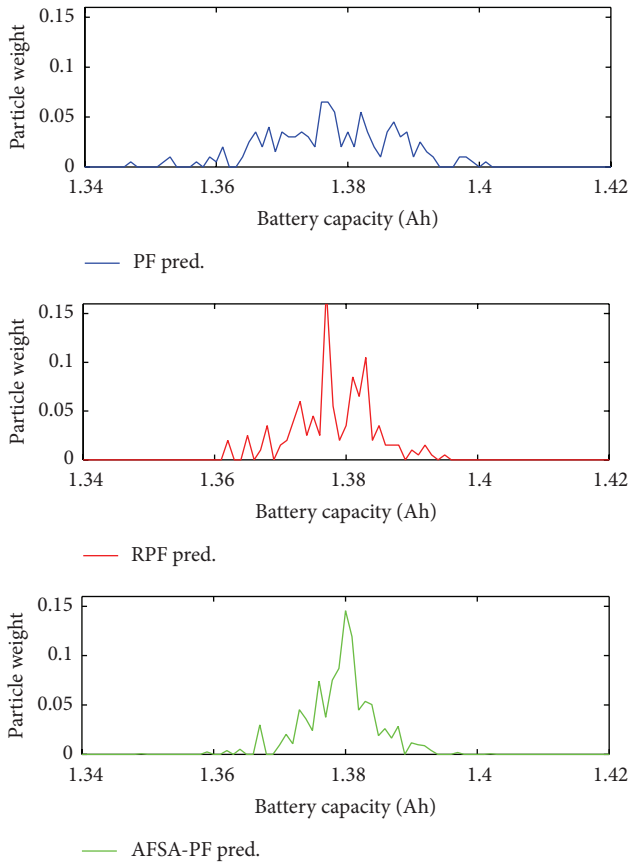 0.15
0.1
0.05
0
Particle weight
1.34 1.36 1.38 1.4 1.42
Battery capacity (Ah)
PF pred.
0.15
0.1
0.05
0
Particle weight
1.34 1.36 1.38 1.4 1.42
Battery capacity (Ah)
RPF pred.
0.15
0.1
0.05
0
Particle weight
1.34 1.36 1.38 1.4 1.42
Battery capacity (Ah)
AFSA-PF pred.